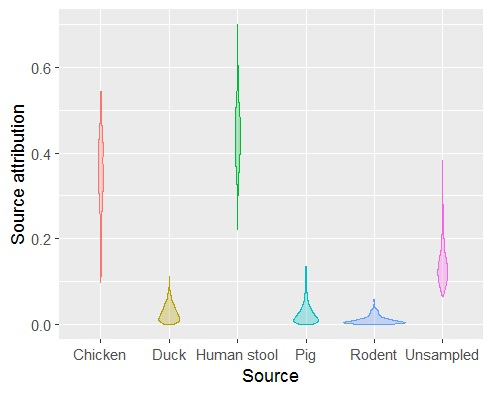 Source attribution
0.6
0.4
0.2
0.0
Chicken Duck Human stool Pig Rodent Unsampled
Source